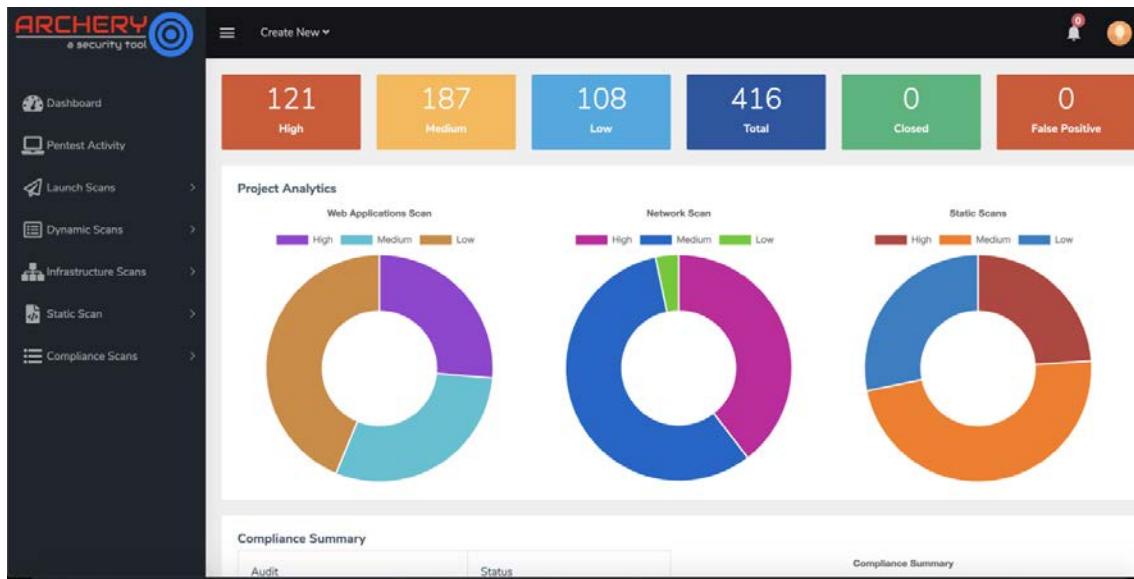 ARCHERY
a security tool
Create New
0
Dashboard
Pentest Activity
Launch Scans
Dynamic Scans
Infrastructure Scans
Static Scan
Compliance Scans
121
High
187
Medium
108
Low
416
Total
0
Closed
0
False Positive
Project Analytics
Web Applications Scan
High Medium Low
Network Scan
High Medium Low
Static Scans
High Medium Low
Compliance Summary
Audit Status
Compliance Summary